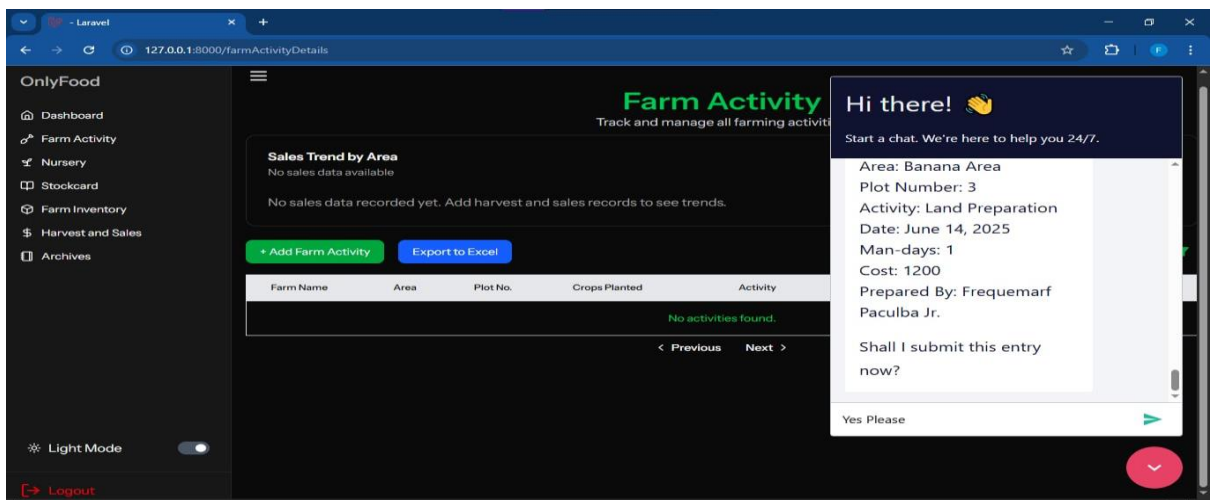 - Laravel
127.0.0.1:8000/farmActivityDetails
F
OnlyFood
Dashboard
Farm Activity
Nursery
Stockcard
Farm Inventory
Harvest and Sales
Archives
Light Mode
Logout
Farm Activity
Track and manage all farming activiti
Sales Trend by Area
No sales data available
No sales data recorded yet. Add harvest and sales records to see trends.
+ Add Farm Activity Export to Excel
Farm Name Area Plot No. Crops Planted Activity
No activities found.
< Previous Next >
Hi there! 👋
Start a chat. We're here to help you 24/7.
Area: Banana Area
Plot Number: 3
Activity: Land Preparation
Date: June 14, 2025
Man-days: 1
Cost: 1200
Prepared By: Frequemarf
Paculba Jr.
Shall I submit this entry
now?
Yes Please